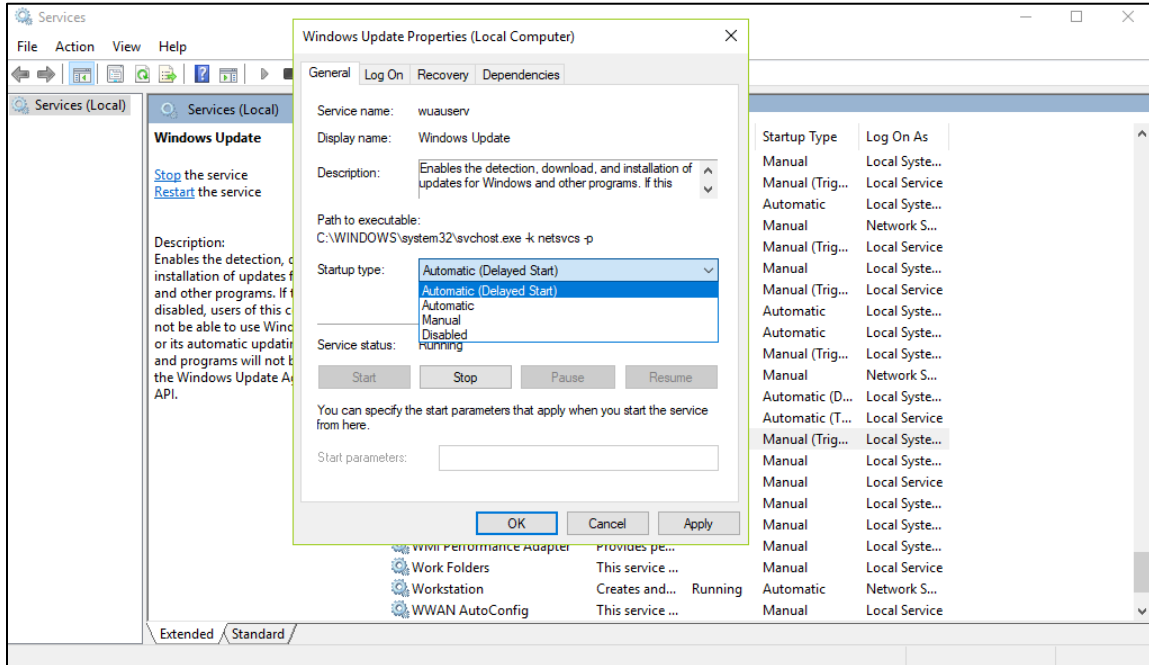 Services
File Action View Help
Services (Local)
Services (Local)
Windows Update
Stop the service
Restart the service
Description:
Enables the detection,
installation of updates
and other programs. If
disabled, users of this
not be able to use
or its automatic
and programs will not
the Windows Update
API.
Windows Update Properties (Local Computer)
General Log On Recovery Dependencies
Service name: wuauserv
Display name: Windows Update
Description: Enables the detection, download, and installation of
updates for Windows and other programs. If this
Path to executable:
C:\WINDOWS\system32\svchost.exe -k netsvcs -p
Startup type: Automatic (Delayed Start)
Automatic (Delayed Start)
Automatic
Manual
Disabled
Service status: Running
Start Stop Pause Resume
You can specify the start parameters that apply when you start the service
from here.
Start parameters:
OK Cancel Apply
Startup Type Log On As
Manual Local Syste...
Manual (Trig... Local Service
Automatic Local Syste...
Manual Network S...
Manual (Trig... Local Service
Manual Local Syste...
Manual (Trig... Local Service
Automatic Local Syste...
Automatic Local Syste...
Manual (Trig... Local Syste...
Manual Network S...
Automatic (D... Local Syste...
Automatic (T... Local Service
Manual (Trig... Local Syste...
Manual Local Syste...
Manual Local Service
Manual Local Syste...
Manual Local Syste...
WMI Performance Adapter Provides pe... Manual Local Syste...
Work Folders This service ... Manual Local Service
Workstation Creates and... Running Automatic Network S...
WWAN AutoConfig This service ... Manual Local Service
Extended Standard